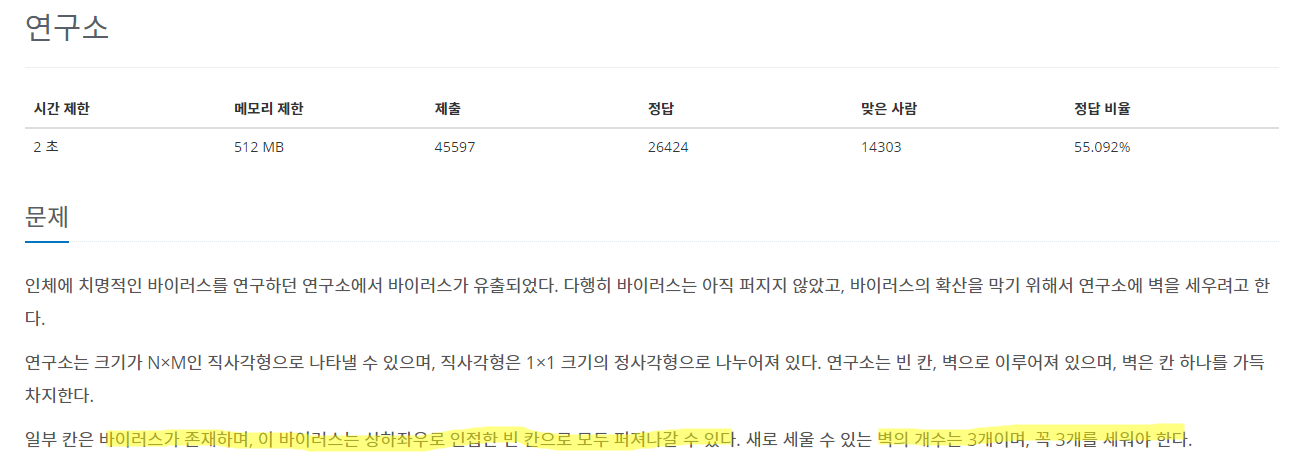 연구소
시간 제한 메모리 제한 제출 정답 맞은 사람 정답 비율
2 초 512 MB 45597 26424 14303 55.092%
문제
인체에 치명적인 바이러스를 연구하던 연구소에서 바이러스가 유출되었다. 다행히 바이러스는 아직 퍼지지 않았고, 바이러스의 확산을 막기 위해서 연구소에 벽을 세우려고 한
다.
연구소는 크기가 N×M인 직사각형으로 나타낼 수 있으며, 직사각형은 1×1 크기의 정사각형으로 나누어져 있다. 연구소는 빈 칸, 벽으로 이루어져 있으며, 벽은 칸 하나를 가득
차지한다.
일부 칸은 바이러스가 존재하며, 이 바이러스는 상하좌우로 인접한 빈 칸으로 모두 퍼져나갈 수 있다. 새로 세울 수 있는 벽의 개수는 3개이며, 꼭 3개를 세워야 한다.